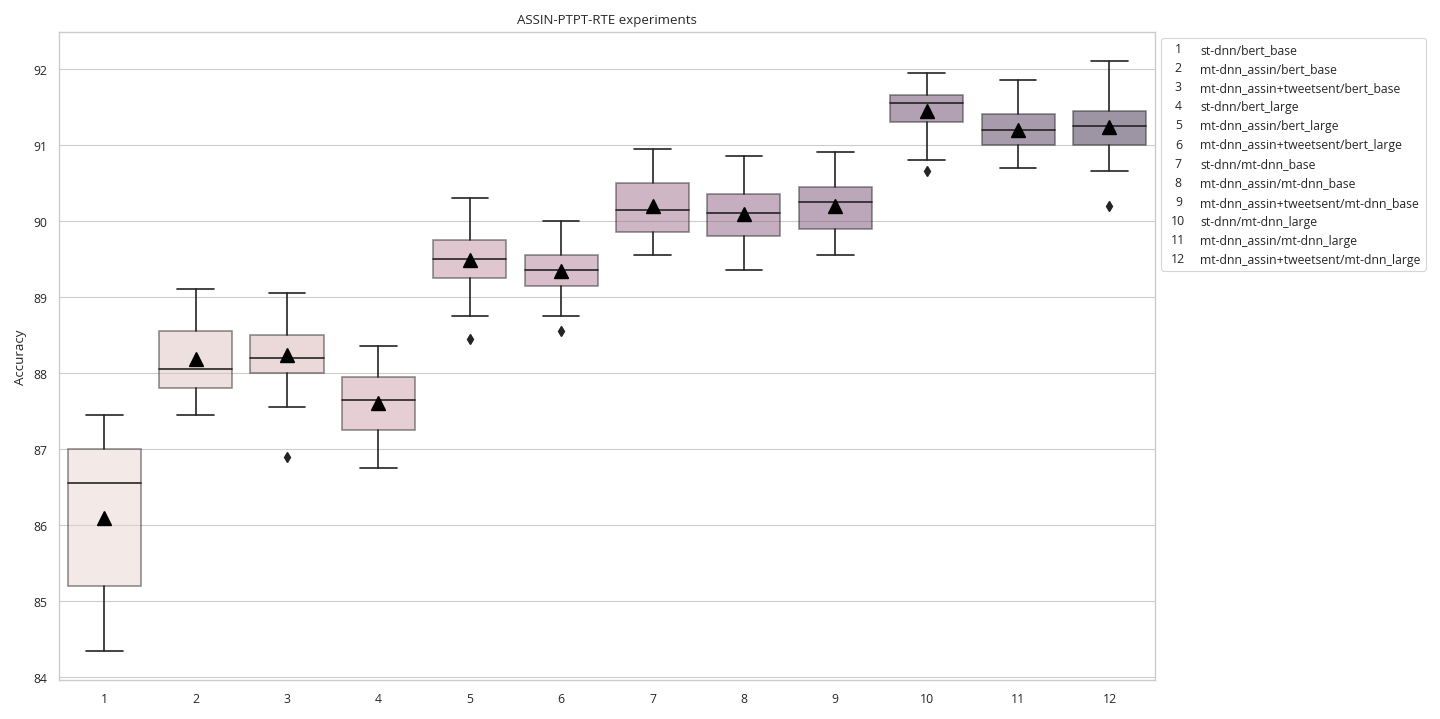 ASSIN-PTPT-RTE experiments
Accuracy
92
91
90
89
88
87
86
85
84
1 2 3 4 5 6 7 8 9 10 11 12
1 st-dnn/bert_base
2 mt-dnn_assin/bert_base
3 mt-dnn_assin+tweetsent/bert_base
4 st-dnn/bert_large
5 mt-dnn_assin/bert_large
6 mt-dnn_assin+tweetsent/bert_large
7 st-dnn/mt-dnn_base
8 mt-dnn_assin/mt-dnn_base
9 mt-dnn_assin+tweetsent/mt-dnn_base
10 st-dnn/mt-dnn_large
11 mt-dnn_assin/mt-dnn_large
12 mt-dnn_assin+tweetsent/mt-dnn_large